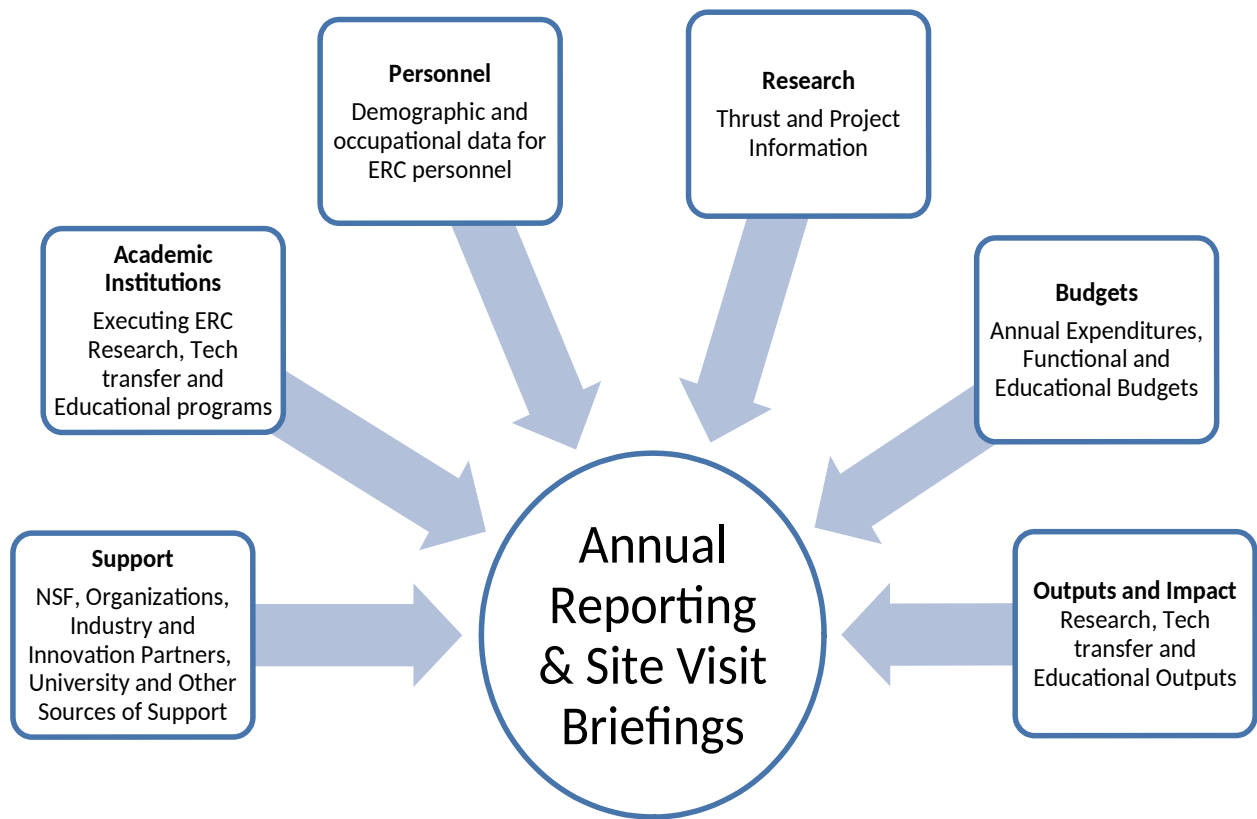 Personnel
Demographic and
occupational data for
ERC personnel
Research
Thrust and Project
Information
Academic
Institutions
Executing ERC
Research, Tech
transfer and
Educational programs
Budgets
Annual Expenditures,
Functional and
Educational Budgets
Support
NSF, Organizations,
Industry and
Innovation Partners,
University and Other
Sources of Support
Annual
Reporting
& Site Visit
Briefings
Outputs and Impact
Research, Tech
transfer and
Educational Outputs